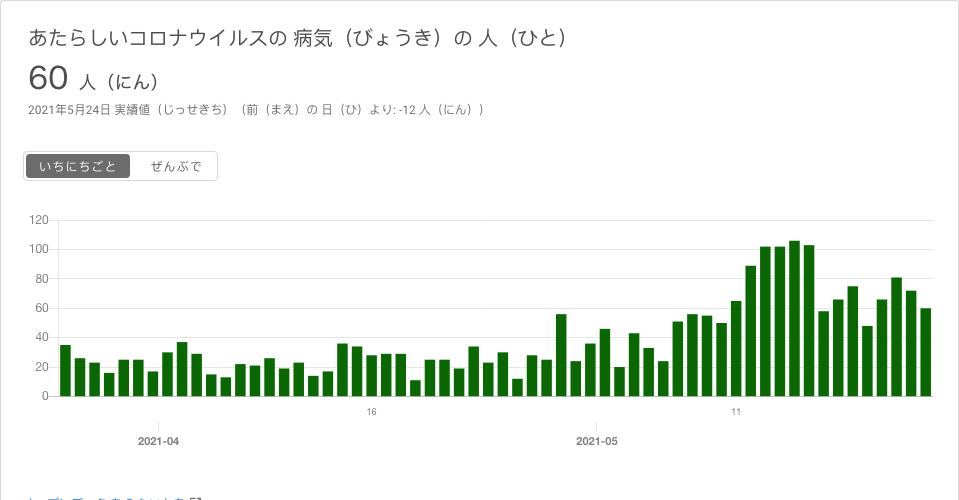 あたらしいコロナウイルスの 病気（びょうき）の 人（ひと）
60 人（にん）
2021年5月24日 実績値（じっせきち）（前（まえ）の 日（ひ）より: -12 人（にん））
いちにちごと ぜんぶで
120
100
80
60
40
20
0
16 11
2021-04 2021-05